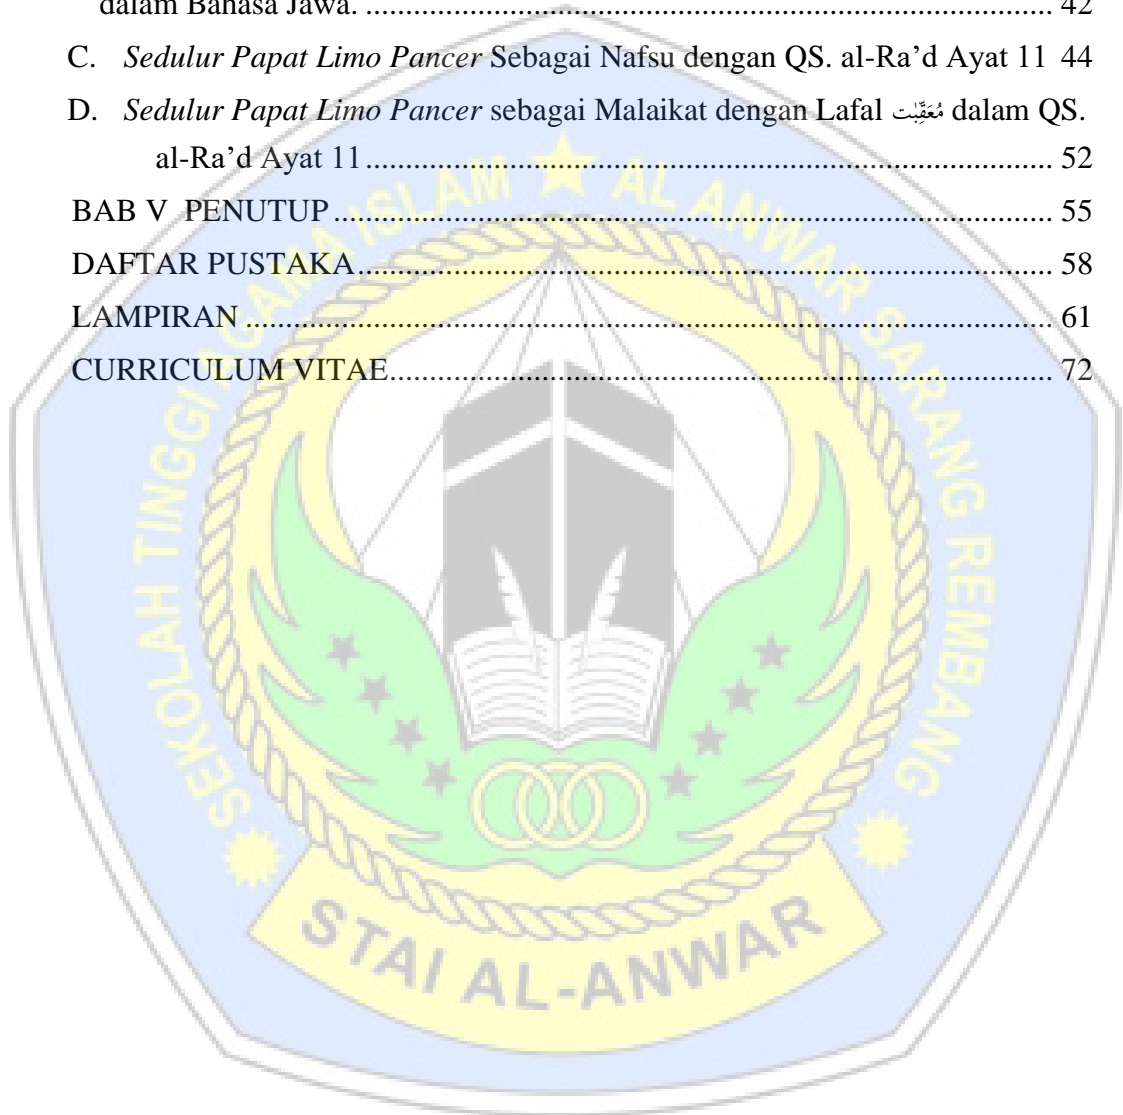 dalam Bahasa Jawa. ........................................................................................ 42
C. Sedulur Papat Limo Pancer Sebagai Nafsu dengan QS. al-Ra’d Ayat 11 44
D. Sedulur Papat Limo Pancer sebagai Malaikat dengan Lafal مُعَقِّبٰت dalam QS.
al-Ra’d Ayat 11 ........................................................................................ 52
BAB V PENUTUP ........................................................................................ 55
DAFTAR PUSTAKA ........................................................................................ 58
LAMPIRAN ........................................................................................ 61
CURRICULUM VITAE ........................................................................................ 72
SEKOLAH TINGGI AGAMA ISLAM ★ AL ANWAR SARANG REMBANG
STAI AL-ANWAR